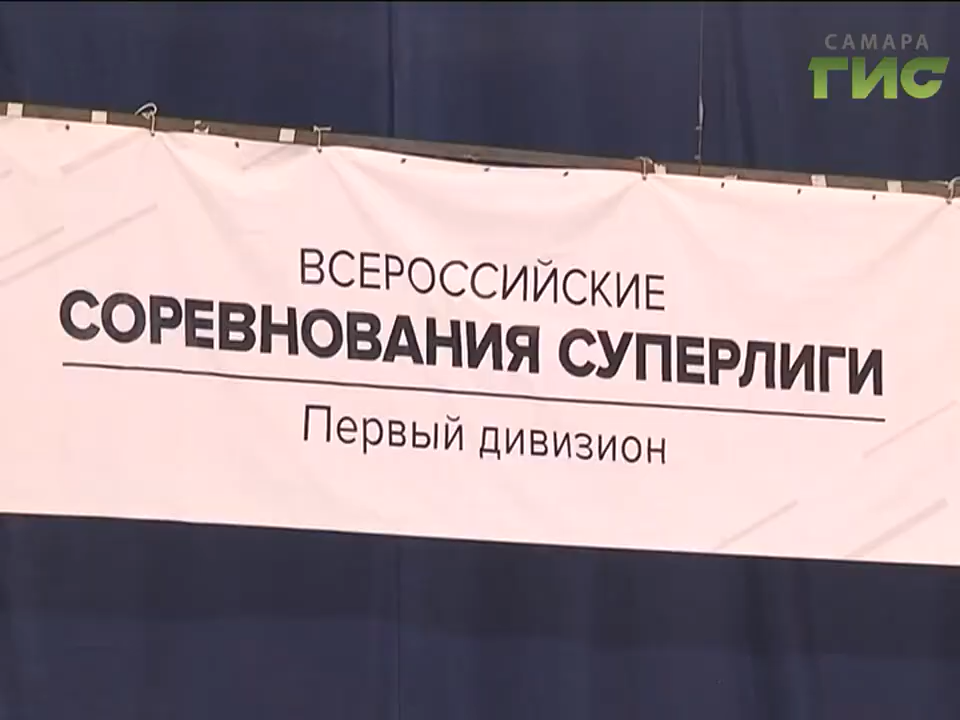 САМАРА
ГИС
ВСЕРОССИЙСКИЕ
СОРЕВНОВАНИЯ СУПЕРЛИГИ
Первый дивизион